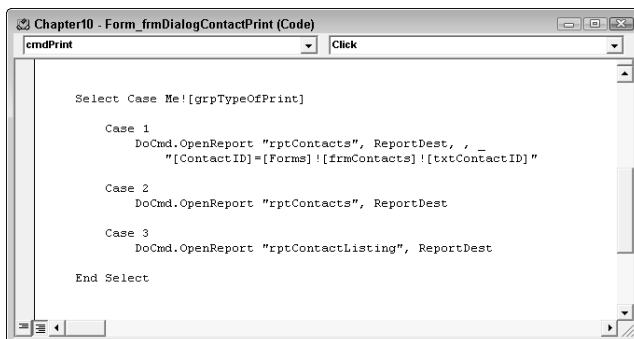 Chapter10 - Form_frmDialogContactPrint (Code)
cmdPrint Click
Select Case Me![grpTypeOfPrint]
Case 1
DoCmd.OpenReport "rptContacts", ReportDest, , _
"[ContactID]=[Forms]![frmContacts]![txtContactID]"
Case 2
DoCmd.OpenReport "rptContacts", ReportDest
Case 3
DoCmd.OpenReport "rptContactListing", ReportDest
End Select